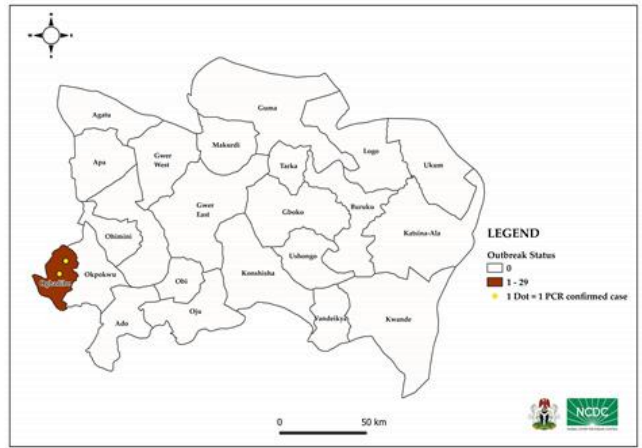 N
W
E
S
Agatu
Guma
Apa
Gwer
West
Makurdi
Tarka
Logo
Ukum
Gwer
East
Gboko
Buruku
Katsina-Ala
Ohimini
Okpokwu
Ogbadibo
Obi
Konshisha
Ushongo
Ado
Oju
Vandeikya
Kwande
LEGEND
Outbreak Status
0
1 - 29
1 Dot = 1 PCR confirmed case
0 50 km
NCDC